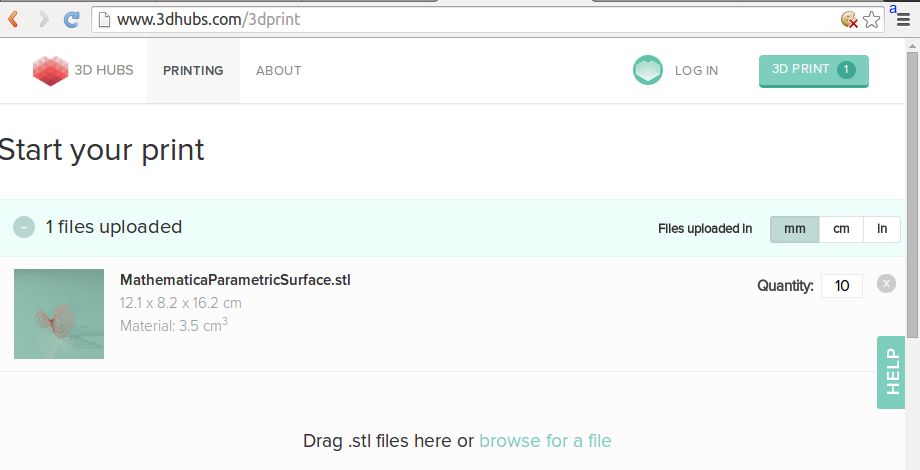 a
www.3dhubs.com/3dprint
3D HUBS PRINTING ABOUT LOG IN 3D PRINT 1
Start your print
- 1 files uploaded Files uploaded in mm cm in
MathematicaParametricSurface.stl Quantity: 10 x
12.1 x 8.2 x 16.2 cm
Material: 3.5 cm³
HELP
Drag .stl files here or browse for a file